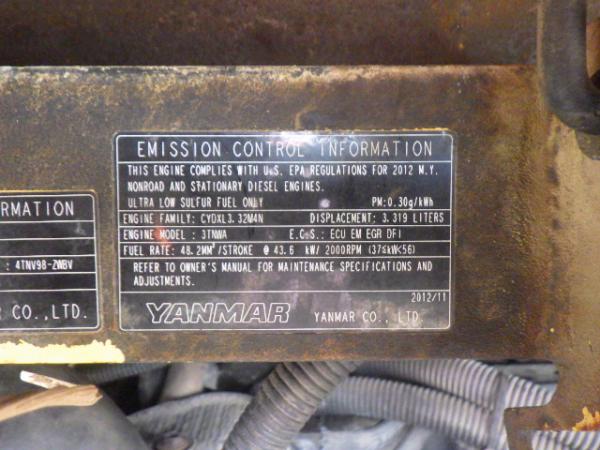 EMISSION CONTROL INFORMATION
THIS ENGINE COMPLIES WITH U.S. EPA REGULATIONS FOR 2012 M.Y.
NONROAD AND STATIONARY DIESEL ENGINES.
ULTRA LOW SULFUR FUEL ONLY PM:0.30g/kWh
ENGINE FAMILY: CYDXL3.32M4N DISPLACEMENT: 3.319 LITERS
ENGINE MODEL: 3TNWA E.C.S.: ECU EM EGR DFI
FUEL RATE: 48.2MM³/STROKE @ 43.6 kW/ 2000RPM (37≤kW<56)
REFER TO OWNER'S MANUAL FOR MAINTENANCE SPECIFICATIONS AND
ADJUSTMENTS.
2012/11
YANMAR YANMAR CO., LTD.
RMATION
4TNV98-ZWBV
R CO.,LTD.